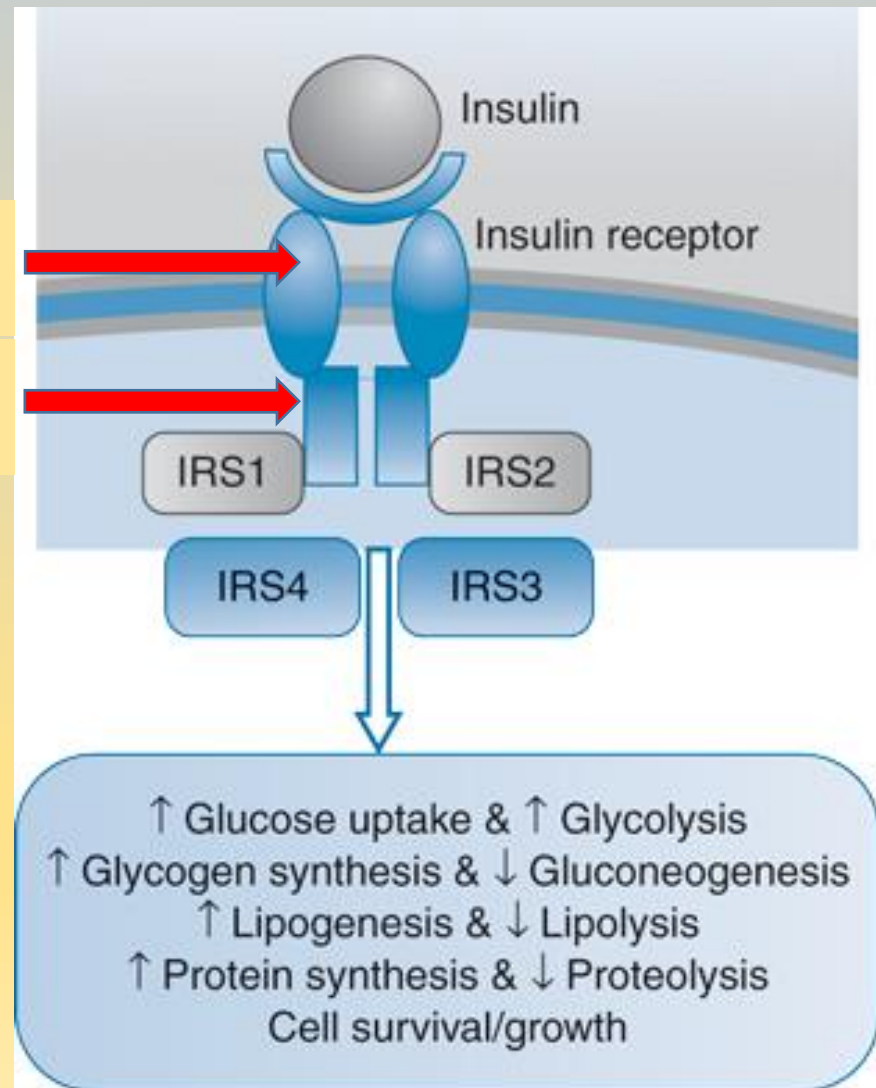 Insulin
Insulin receptor
IRS1
IRS2
IRS4
IRS3
↑ Glucose uptake & ↑ Glycolysis
↑ Glycogen synthesis & ↓ Gluconeogenesis
↑ Lipogenesis & ↓ Lipolysis
↑ Protein synthesis & ↓ Proteolysis
Cell survival/growth